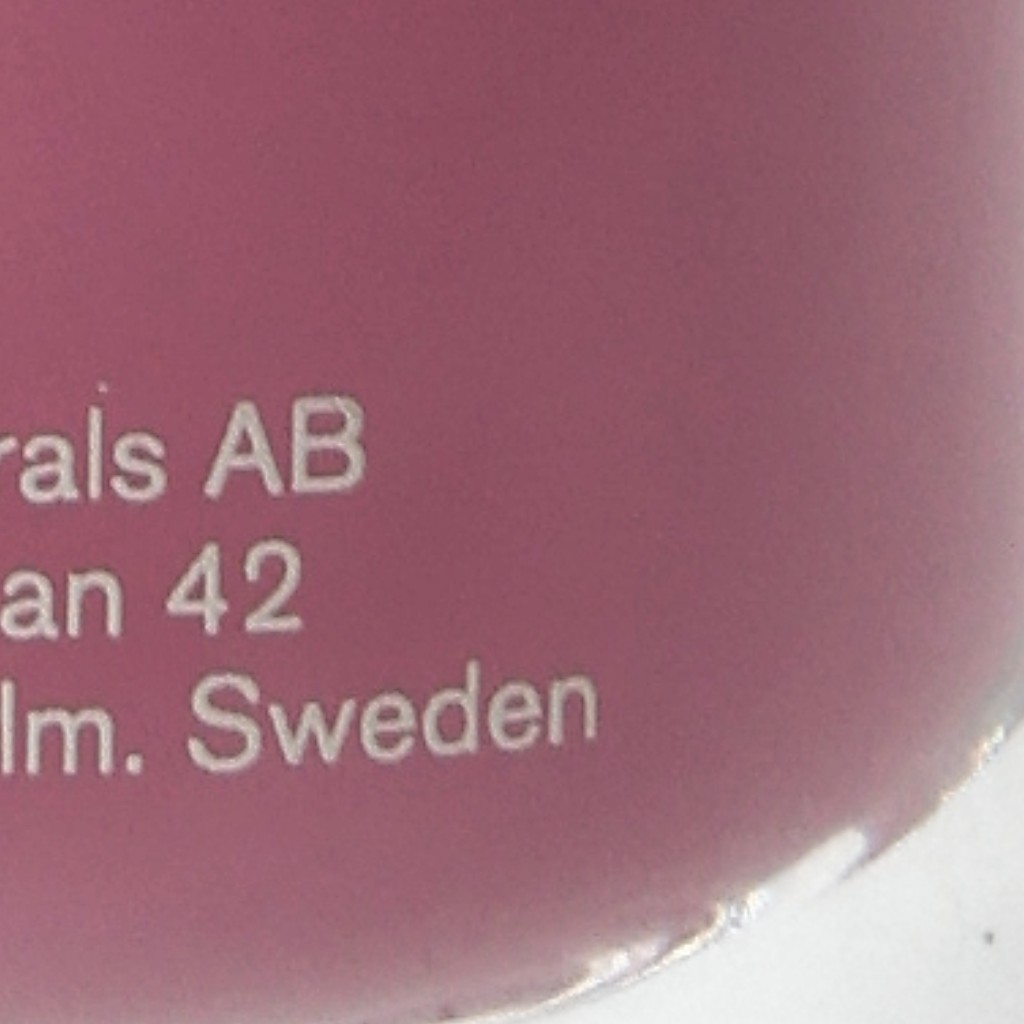 rals AB
an 42
lm. Sweden